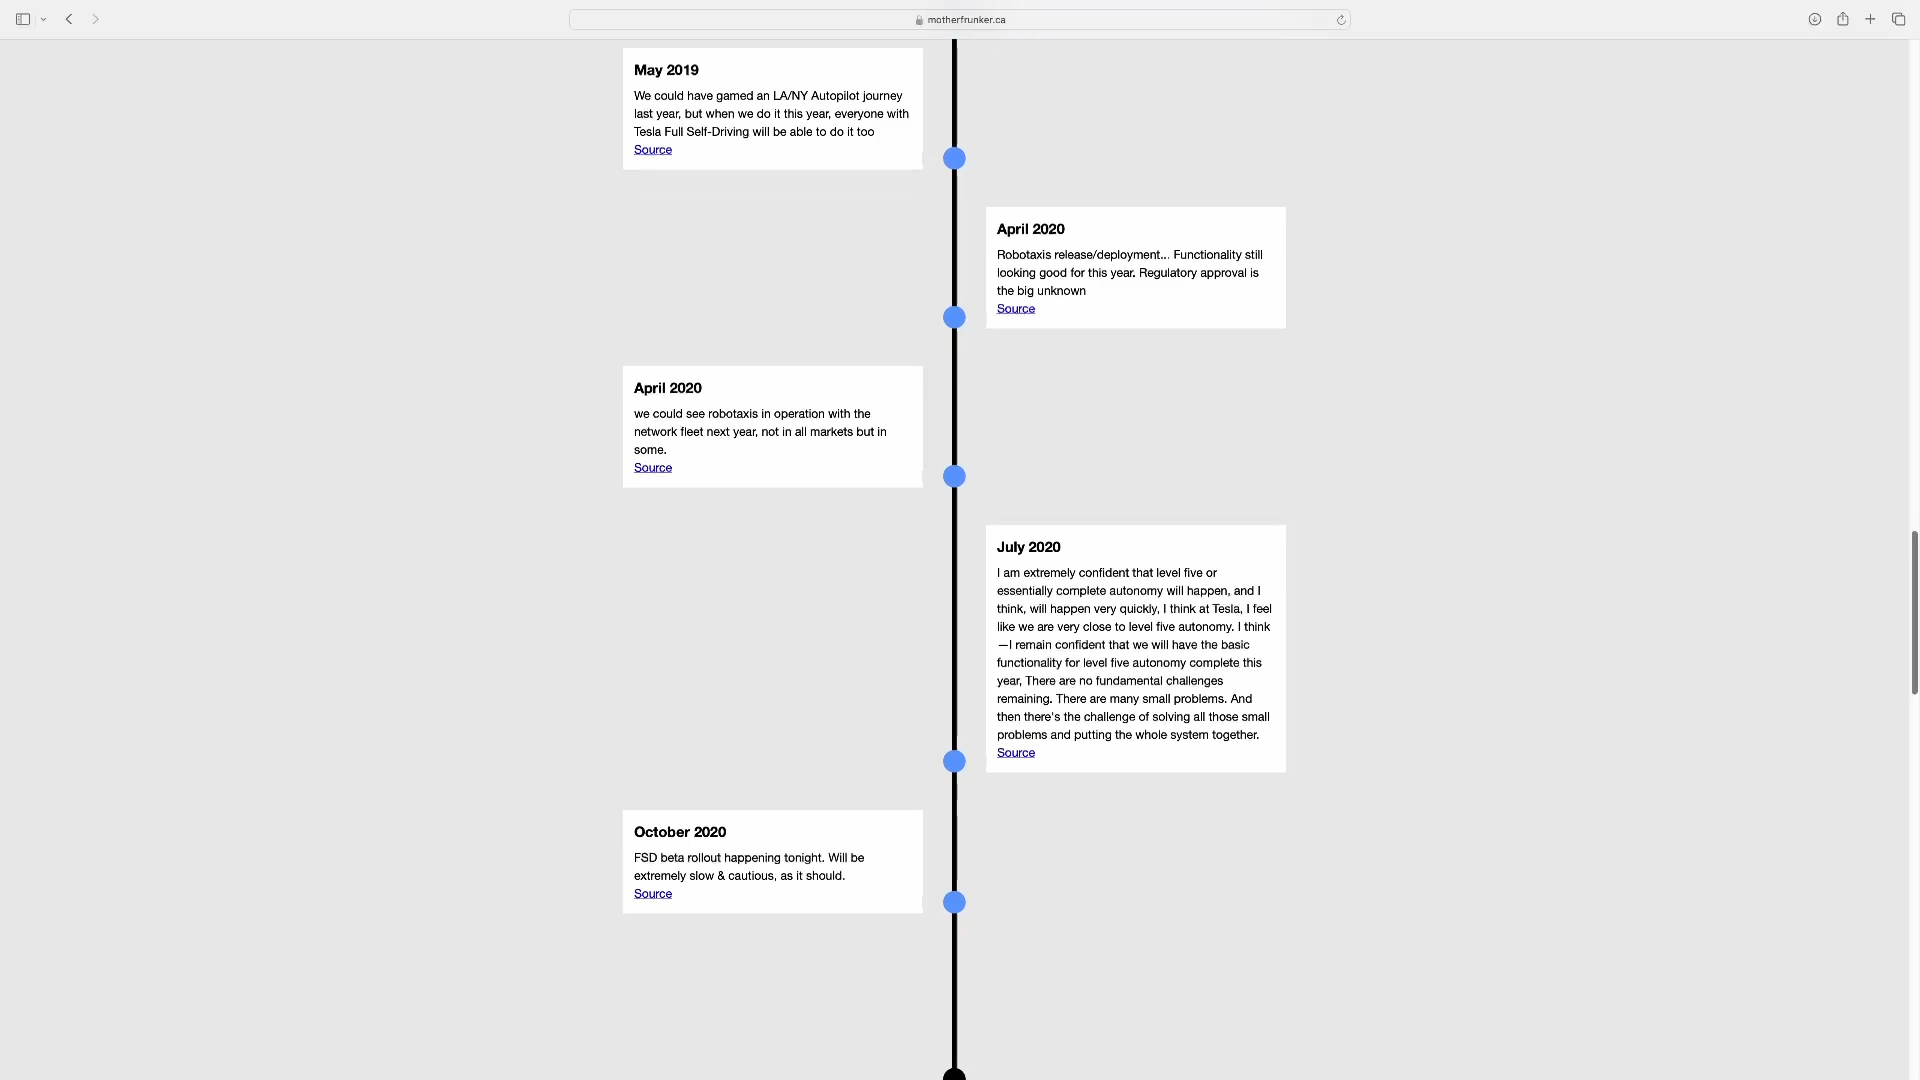 motherfrunker.ca
May 2019
We could have gamed an LA/NY Autopilot journey
last year, but when we do it this year, everyone with
Tesla Full Self-Driving will be able to do it too
Source
April 2020
Robotaxis release/deployment... Functionality still
looking good for this year. Regulatory approval is
the big unknown
Source
April 2020
we could see robotaxis in operation with the
network fleet next year, not in all markets but in
some.
Source
July 2020
I am extremely confident that level five or
essentially complete autonomy will happen, and I
think, will happen very quickly, I think at Tesla, I feel
like we are very close to level five autonomy. I think
—I remain confident that we will have the basic
functionality for level five autonomy complete this
year, There are no fundamental challenges
remaining. There are many small problems. And
then there's the challenge of solving all those small
problems and putting the whole system together.
Source
October 2020
FSD beta rollout happening tonight. Will be
extremely slow & cautious, as it should.
Source